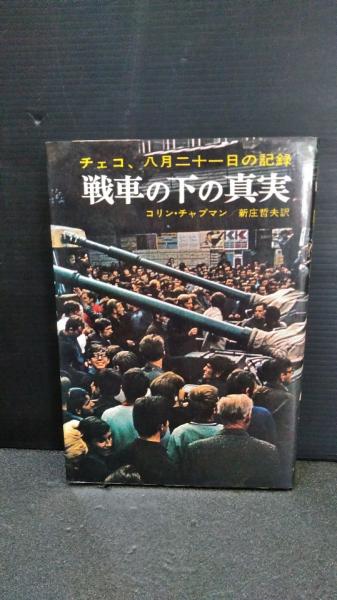 チェコ、八月二十一日の記録
戦車の下の真実
コリン・チャプマン/新庄哲夫訳